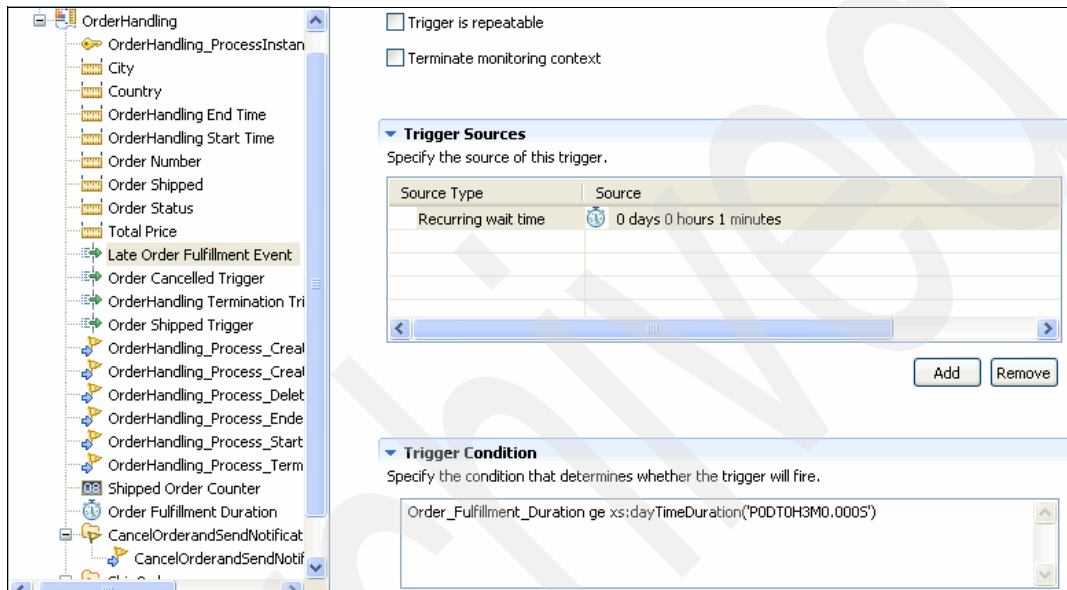 OrderHandling
OrderHandling_ProcessInstan
City
Country
OrderHandling End Time
OrderHandling Start Time
Order Number
Order Shipped
Order Status
Total Price
Late Order Fulfillment Event
Order Cancelled Trigger
OrderHandling Termination Tri
Order Shipped Trigger
OrderHandling_Process_Creat
OrderHandling_Process_Creat
OrderHandling_Process_Delet
OrderHandling_Process_Ende
OrderHandling_Process_Start
OrderHandling_Process_Term
Shipped Order Counter
Order Fulfillment Duration
CancelOrderandSendNotificat
CancelOrderandSendNotif
Trigger is repeatable
Terminate monitoring context
Trigger Sources
Specify the source of this trigger.
Source Type Source
Recurring wait time 0 days 0 hours 1 minutes
Add Remove
Trigger Condition
Specify the condition that determines whether the trigger will fire.
Order_Fulfillment_Duration ge xs:dayTimeDuration('P0DT0H3M0.000S')